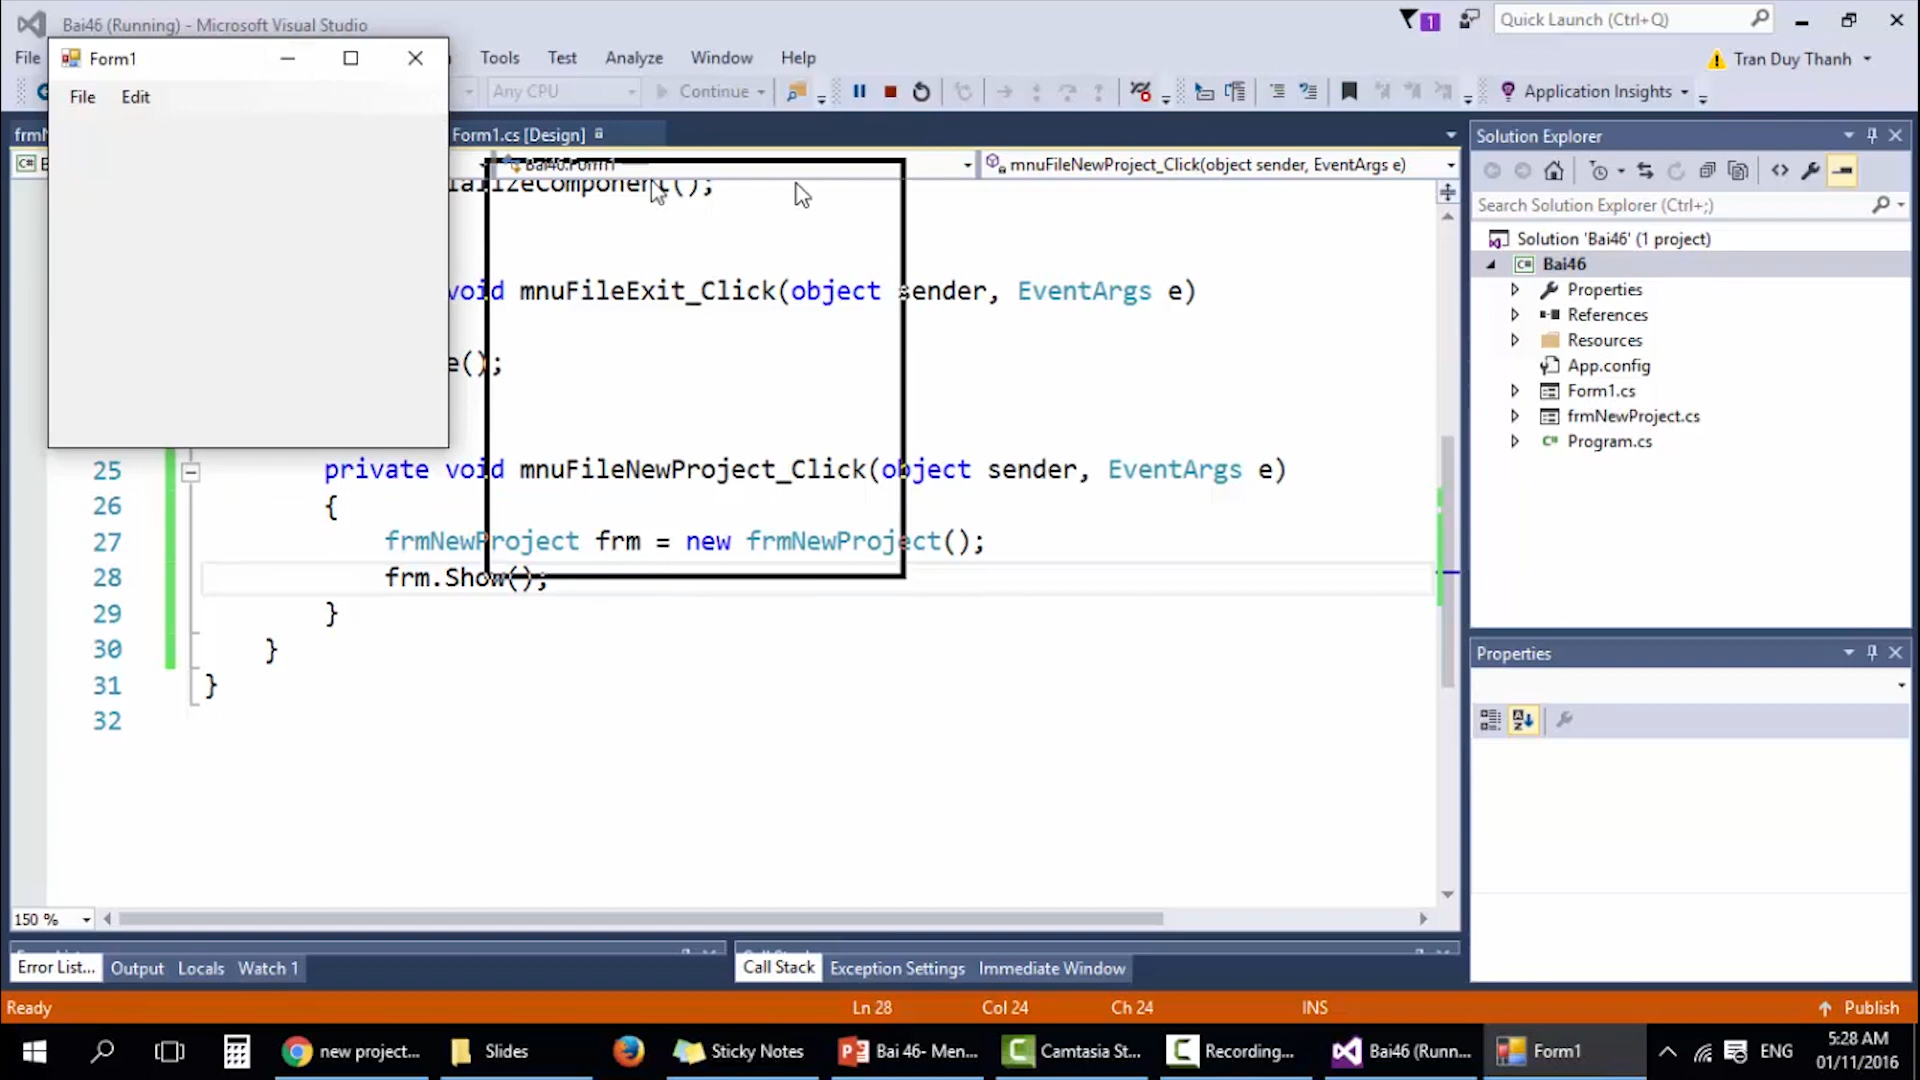 Bai46 (Running) - Microsoft Visual Studio
1
Quick Launch (Ctrl+Q)
Form1
File
Tools Test Analyze Window Help
Tran Duy Thanh
File Edit
Any CPU
Continue
Application Insights
Form1.cs [Design]
Bai46.Form1
mnuFileNewProject_Click(object sender, EventArgs e)
ializeComponent();
void mnuFileExit_Click(object sender, EventArgs e)
e();
25 private void mnuFileNewProject_Click(object sender, EventArgs e)
26 {
27 frmNewProject frm = new frmNewProject();
28 frm.Show();
29 }
30 }
31 }
32
150 %
Solution Explorer
Search Solution Explorer (Ctrl+;)
Solution 'Bai46' (1 project)
Bai46
Properties
References
Resources
App.config
Form1.cs
frmNewProject.cs
Program.cs
Properties
Error List...
Output
Locals
Watch 1
Call Stack
Exception Settings
Immediate Window
Ready
Ln 28
Col 24
Ch 24
INS
Publish
new project...
Slides
Sticky Notes
Bai 46- Men...
Camtasia St...
Recording...
Bai46 (Runn...
Form1
ENG
5:28 AM
01/11/2016